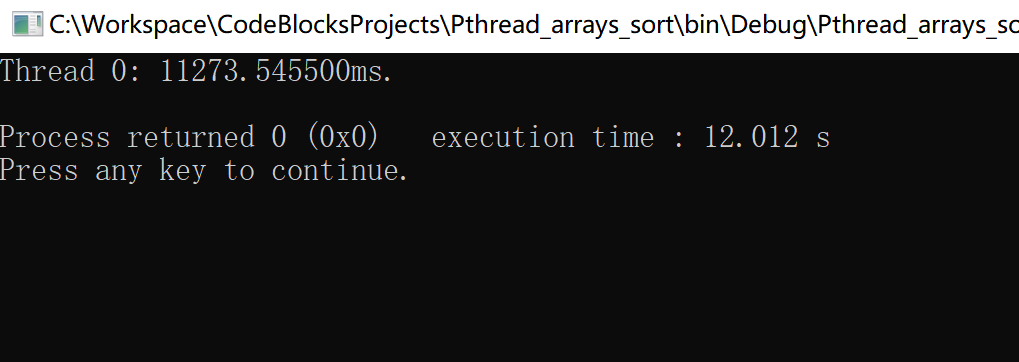 C:\Workspace\CodeBlocksProjects\Pthread_arrays_sort\bin\Debug\Pthread_arrays_so
Thread 0: 11273.545500ms.
Process returned 0 (0x0)   execution time : 12.012 s
Press any key to continue.